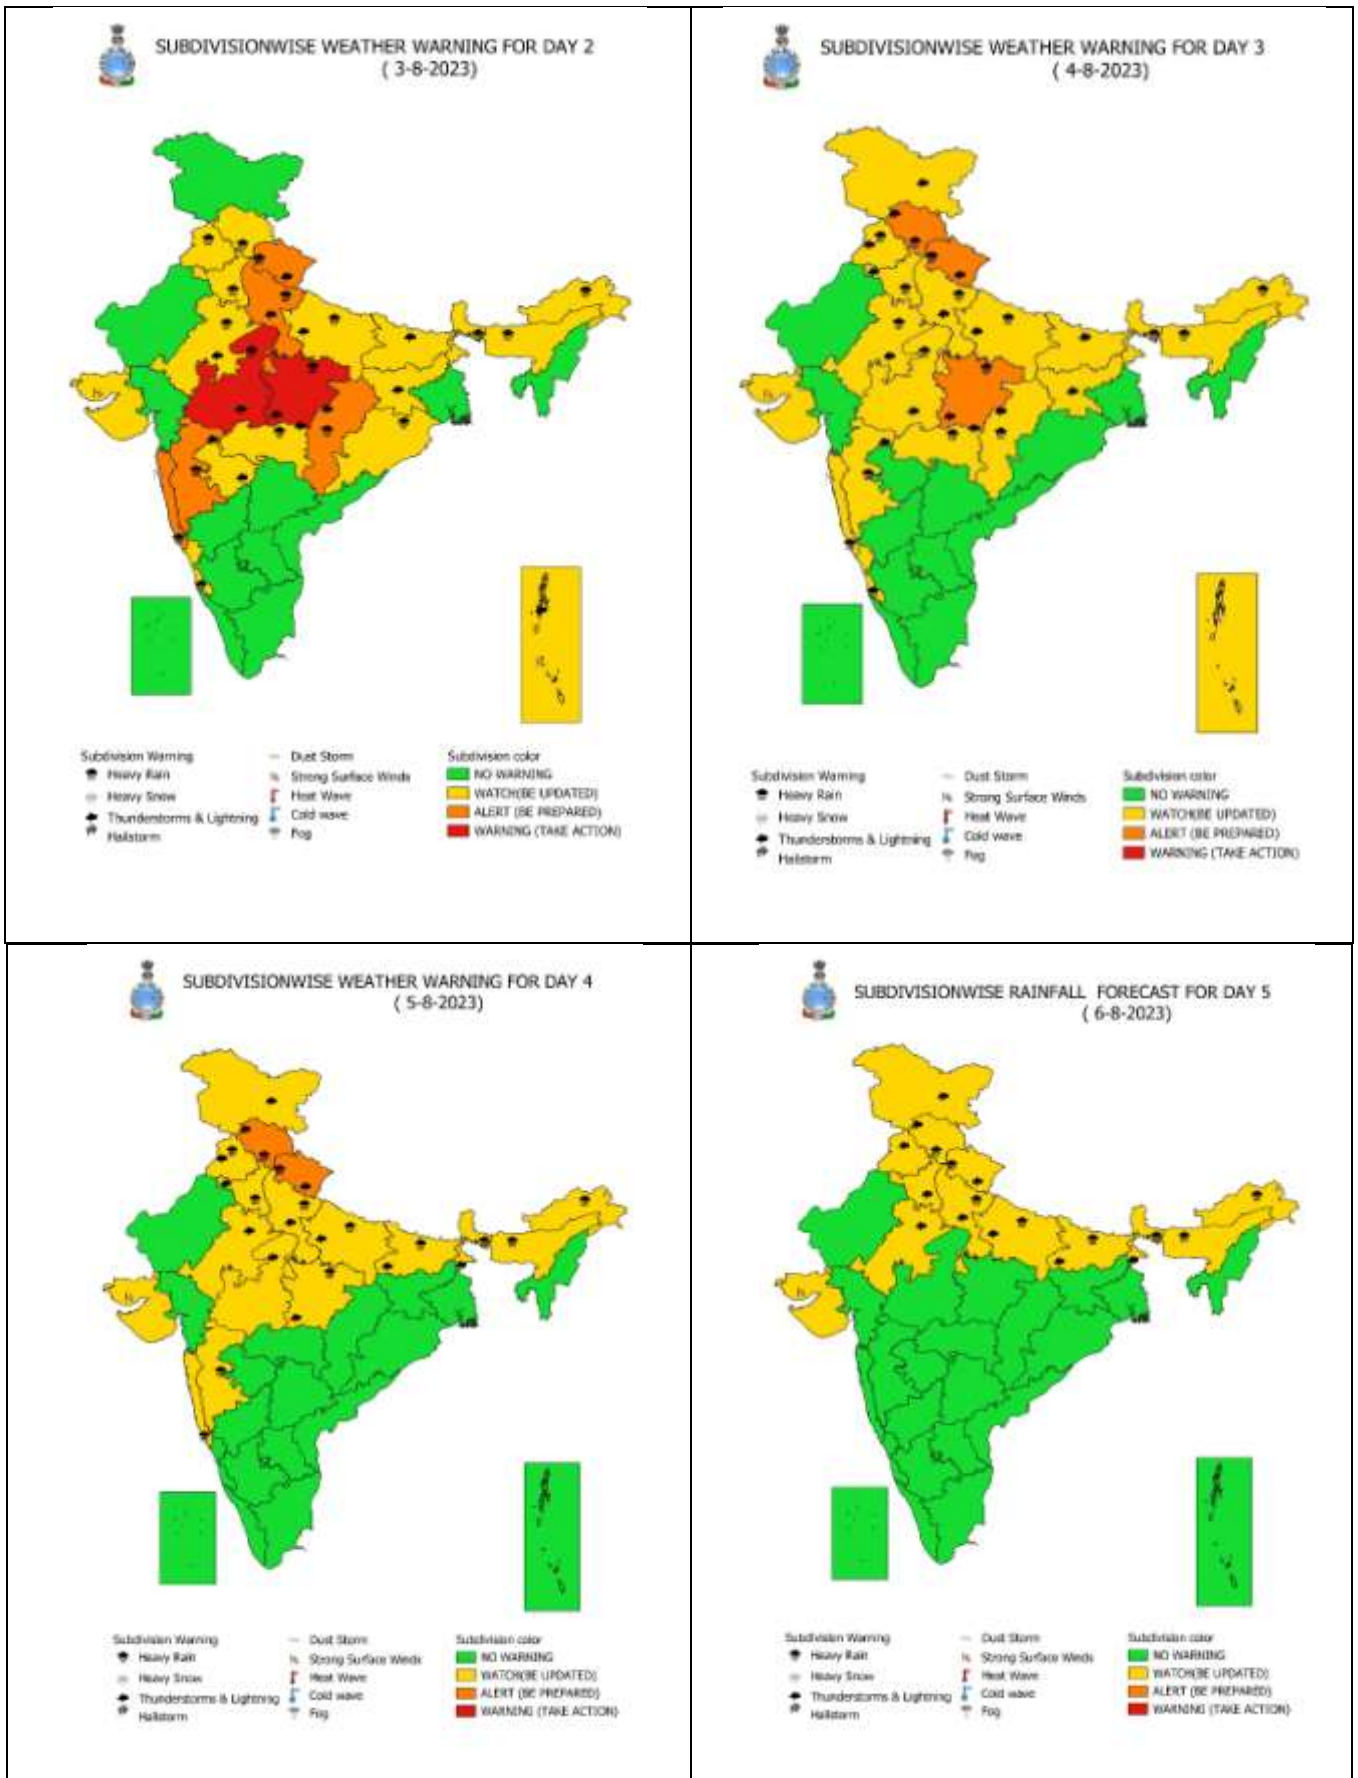 SUBDIVISIONWISE WEATHER WARNING FOR DAY 2
( 3-8-2023)
Subdivision Warning
Heavy Rain
Heavy Snow
Thunderstorms & Lightning
Hailstorm
Dust Storm
Strong Surface Winds
Heat Wave
Cold wave
Fog
Subdivision color
NO WARNING
WATCH(BE UPDATED)
ALERT (BE PREPARED)
WARNING (TAKE ACTION)
SUBDIVISIONWISE WEATHER WARNING FOR DAY 3
( 4-8-2023)
Subdivision Warning
Heavy Rain
Heavy Snow
Thunderstorms & Lightning
Hailstorm
Dust Storm
Strong Surface Winds
Heat Wave
Cold wave
Fog
Subdivision color
NO WARNING
WATCH(BE UPDATED)
ALERT (BE PREPARED)
WARNING (TAKE ACTION)
SUBDIVISIONWISE WEATHER WARNING FOR DAY 4
( 5-8-2023)
Subdivision Warning
Heavy Rain
Heavy Snow
Thunderstorms & Lightning
Hailstorm
Dust Storm
Strong Surface Winds
Heat Wave
Cold wave
Fog
Subdivision color
NO WARNING
WATCH(BE UPDATED)
ALERT (BE PREPARED)
WARNING (TAKE ACTION)
SUBDIVISIONWISE RAINFALL FORECAST FOR DAY 5
( 6-8-2023)
Subdivision Warning
Heavy Rain
Heavy Snow
Thunderstorms & Lightning
Hailstorm
Dust Storm
Strong Surface Winds
Heat Wave
Cold wave
Fog
Subdivision color
NO WARNING
WATCH(BE UPDATED)
ALERT (BE PREPARED)
WARNING (TAKE ACTION)